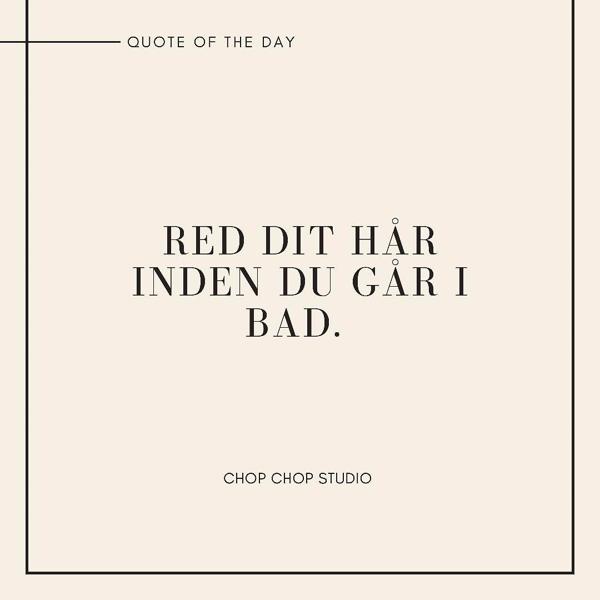 QUOTE OF THE DAY
RED DIT HÅR
INDEN DU GÅR I
BAD.
CHOP CHOP STUDIO